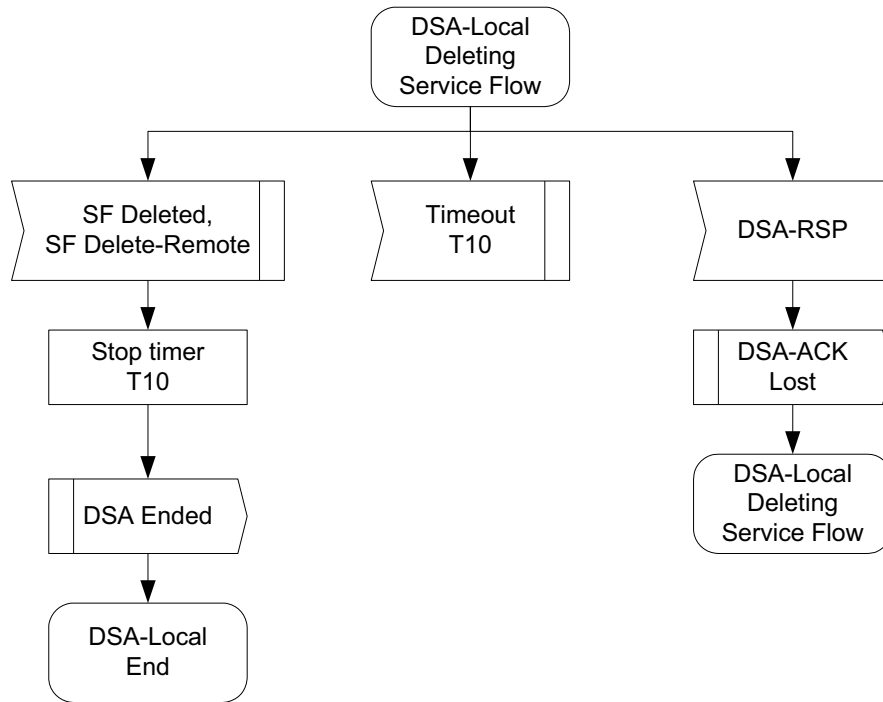 DSA-Local
Deleting
Service Flow
SF Deleted,
SF Delete-Remote
Timeout
T10
DSA-RSP
Stop timer
T10
DSA-ACK
Lost
DSA Ended
DSA-Local
Deleting
Service Flow
DSA-Local
End